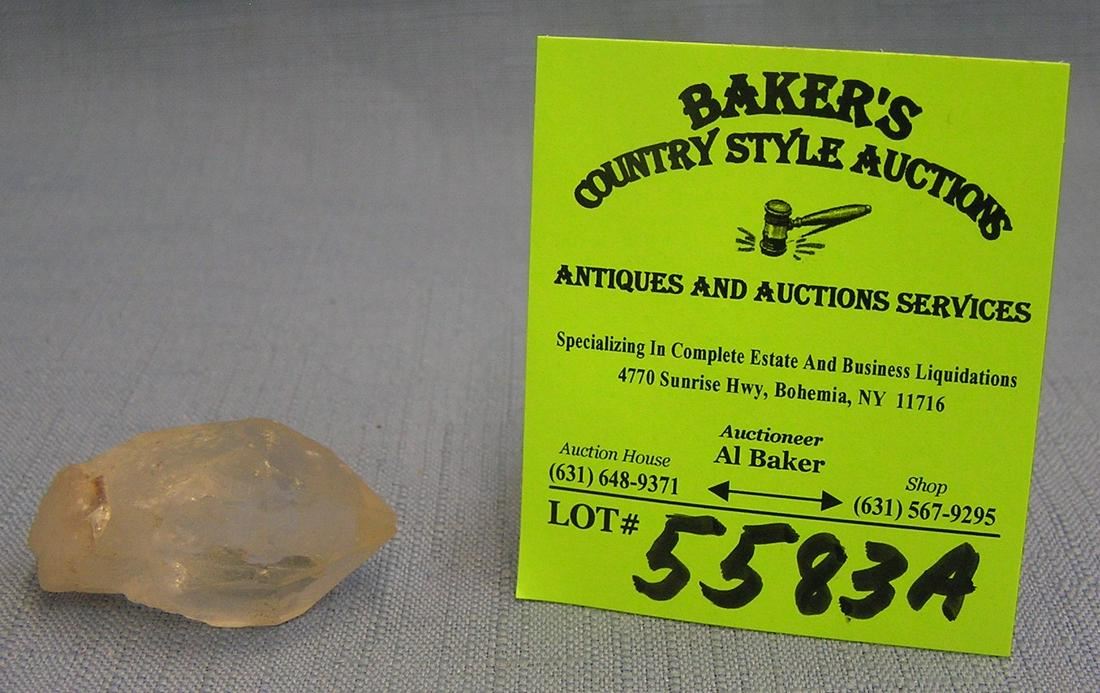 BAKER'S
COUNTRY STYLE AUCTIONS
ANTIQUES AND AUCTIONS SERVICES
Specializing In Complete Estate And Business Liquidations
4770 Sunrise Hwy, Bohemia, NY 11716
Auctioneer
Al Baker
Auction House
(631) 648-9371
Shop
(631) 567-9295
LOT# 5583A